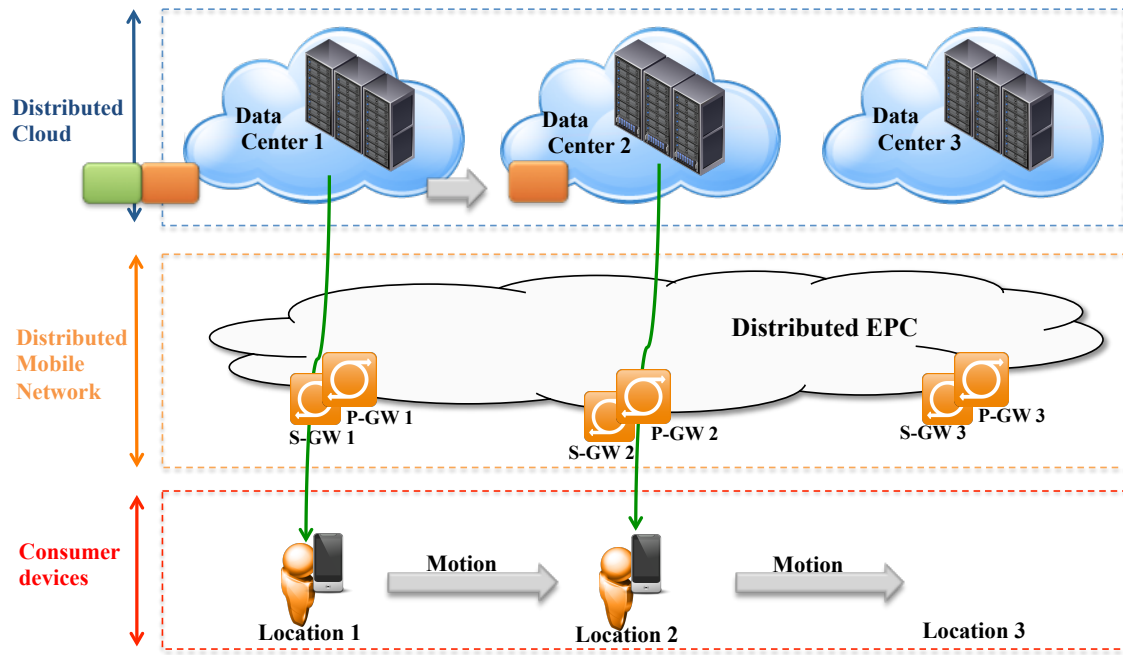 Distributed
Cloud
Data
Center 1
Data
Center 2
Data
Center 3
Distributed
Mobile
Network
Distributed EPC
P-GW 1
S-GW 1
P-GW 2
S-GW 2
P-GW 3
S-GW 3
Consumer
devices
Motion
Motion
Location 1
Location 2
Location 3